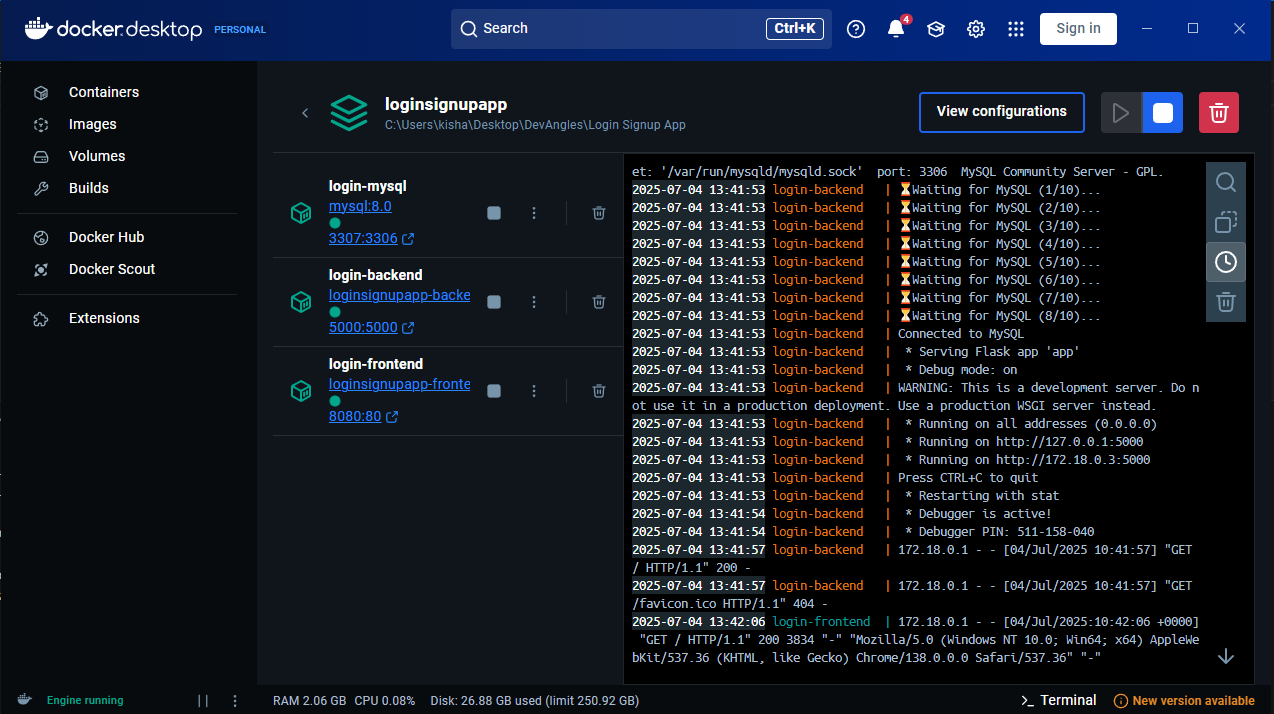 docker.desktop PERSONAL
Search Ctrl+K
4
Sign in
Containers
Images
Volumes
Builds
Docker Hub
Docker Scout
Extensions
loginsignupapp
C:\Users\kisha\Desktop\DevAngles\Login Signup App
View configurations
login-mysql
mysql:8.0
3307:3306
login-backend
loginsignupapp-backe
5000:5000
login-frontend
loginsignupapp-fronte
8080:80
et: '/var/run/mysqld/mysqld.sock'  port: 3306  MySQL Community Server - GPL.
2025-07-04 13:41:53 login-backend | ⏳Waiting for MySQL (1/10)...
2025-07-04 13:41:53 login-backend | ⏳Waiting for MySQL (2/10)...
2025-07-04 13:41:53 login-backend | ⏳Waiting for MySQL (3/10)...
2025-07-04 13:41:53 login-backend | ⏳Waiting for MySQL (4/10)...
2025-07-04 13:41:53 login-backend | ⏳Waiting for MySQL (5/10)...
2025-07-04 13:41:53 login-backend | ⏳Waiting for MySQL (6/10)...
2025-07-04 13:41:53 login-backend | ⏳Waiting for MySQL (7/10)...
2025-07-04 13:41:53 login-backend | ⏳Waiting for MySQL (8/10)...
2025-07-04 13:41:53 login-backend | Connected to MySQL
2025-07-04 13:41:53 login-backend |  * Serving Flask app 'app'
2025-07-04 13:41:53 login-backend |  * Debug mode: on
2025-07-04 13:41:53 login-backend | WARNING: This is a development server. Do n
ot use it in a production deployment. Use a production WSGI server instead.
2025-07-04 13:41:53 login-backend |  * Running on all addresses (0.0.0.0)
2025-07-04 13:41:53 login-backend |  * Running on http://127.0.0.1:5000
2025-07-04 13:41:53 login-backend |  * Running on http://172.18.0.3:5000
2025-07-04 13:41:53 login-backend | Press CTRL+C to quit
2025-07-04 13:41:53 login-backend |  * Restarting with stat
2025-07-04 13:41:54 login-backend |  * Debugger is active!
2025-07-04 13:41:54 login-backend |  * Debugger PIN: 511-158-040
2025-07-04 13:41:57 login-backend | 172.18.0.1 - - [04/Jul/2025 10:41:57] "GET
/ HTTP/1.1" 200 -
2025-07-04 13:41:57 login-backend | 172.18.0.1 - - [04/Jul/2025 10:41:57] "GET
/favicon.ico HTTP/1.1" 404 -
2025-07-04 13:42:06 login-frontend | 172.18.0.1 - - [04/Jul/2025:10:42:06 +0000]
"GET / HTTP/1.1" 200 3834 "-" "Mozilla/5.0 (Windows NT 10.0; Win64; x64) AppleWe
bKit/537.36 (KHTML, like Gecko) Chrome/138.0.0.0 Safari/537.36" "-"
Engine running
RAM 2.06 GB CPU 0.08% Disk: 26.88 GB used (limit 250.92 GB)
Terminal
New version available